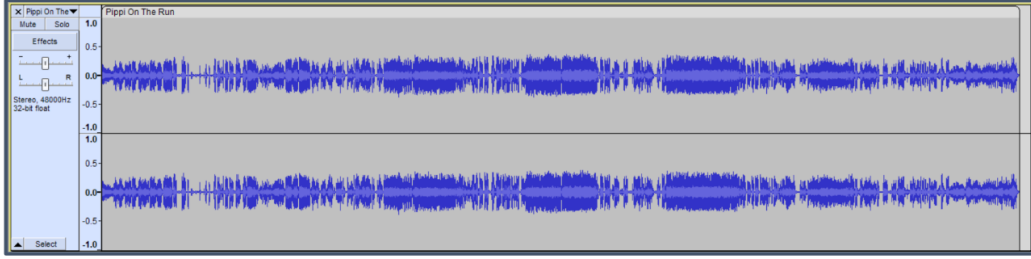 × Pippi On The▼ Pippi On The Run
Mute Solo
Effects
- +
L R
Stereo, 48000Hz
32-bit float
▲ Select
1.0
0.5-
0.0-
-0.5-
-1.0
1.0
0.5-
0.0-
-0.5-
-1.0